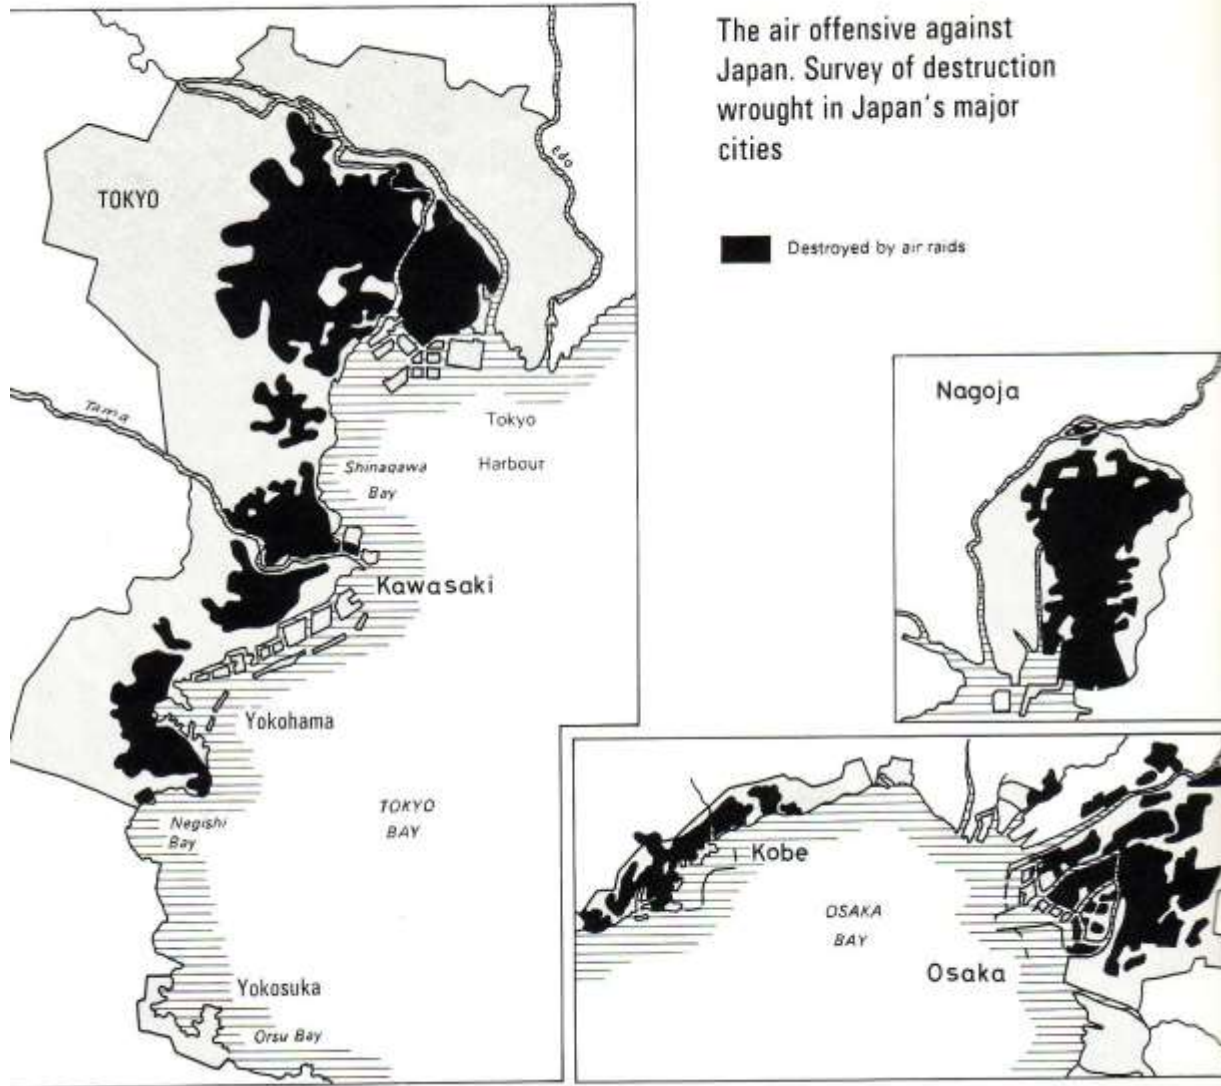 The air offensive against
Japan. Survey of destruction
wrought in Japan's major
cities
Destroyed by air raids
TOKYO
Edo
Tama
Tokyo
Harbour
Shinagawa
Bay
Kawasaki
Yokohama
TOKYO
BAY
Negishi
Bay
Yokosuka
Orsu Bay
Nagoja
Kobe
OSAKA
BAY
Osaka